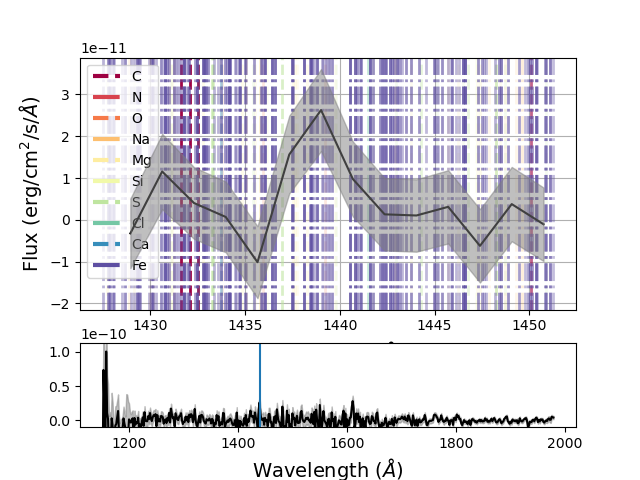 1e−11
Flux (erg/cm²/s/Å)
3
2
1
0
−1
−2
C
N
O
Na
Mg
Si
S
Cl
Ca
Fe
1430 1435 1440 1445 1450
1e−10
1.0
0.5
0.0
1200 1400 1600 1800 2000
Wavelength (Å)